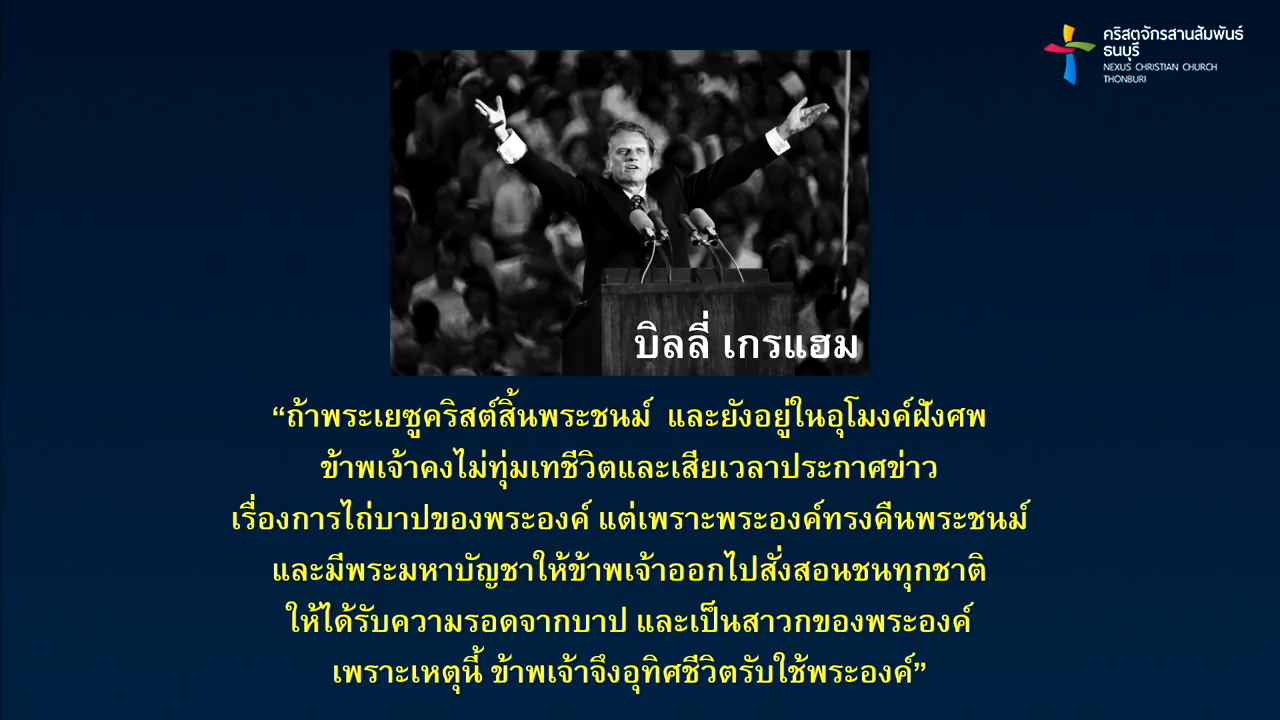 คริสตจักรสานสัมพันธ์
ธนบุรี
NEXUS CHRISTIAN CHURCH
THONBURI
บิลลี่ เกรแฮม
“ถ้าพระเยซูคริสต์สิ้นพระชนม์ และยังอยู่ในอุโมงค์ฝังศพ
ข้าพเจ้าคงไม่ทุ่มเทชีวิตและเสียเวลาประกาศข่าว
เรื่องการไถ่บาปของพระองค์ แต่เพราะพระองค์ทรงคืนพระชนม์
และมีพระมหาบัญชาให้ข้าพเจ้าออกไปสั่งสอนชนทุกชาติ
ให้ได้รับความรอดจากบาป และเป็นสาวกของพระองค์
เพราะเหตุนี้ ข้าพเจ้าจึงอุทิศชีวิตรับใช้พระองค์”